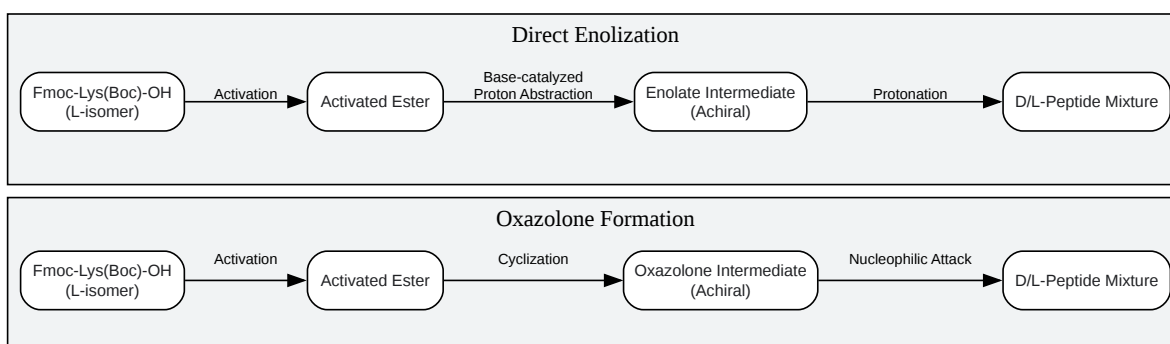 Direct Enolization
Fmoc-Lys(Boc)-OH
(L-isomer)
Activation
Activated Ester
Base-catalyzed
Proton Abstraction
Enolate Intermediate
(Achiral)
Protonation
D/L-Peptide Mixture
Oxazolone Formation
Fmoc-Lys(Boc)-OH
(L-isomer)
Activation
Activated Ester
Cyclization
Oxazolone Intermediate
(Achiral)
Nucleophilic Attack
D/L-Peptide Mixture